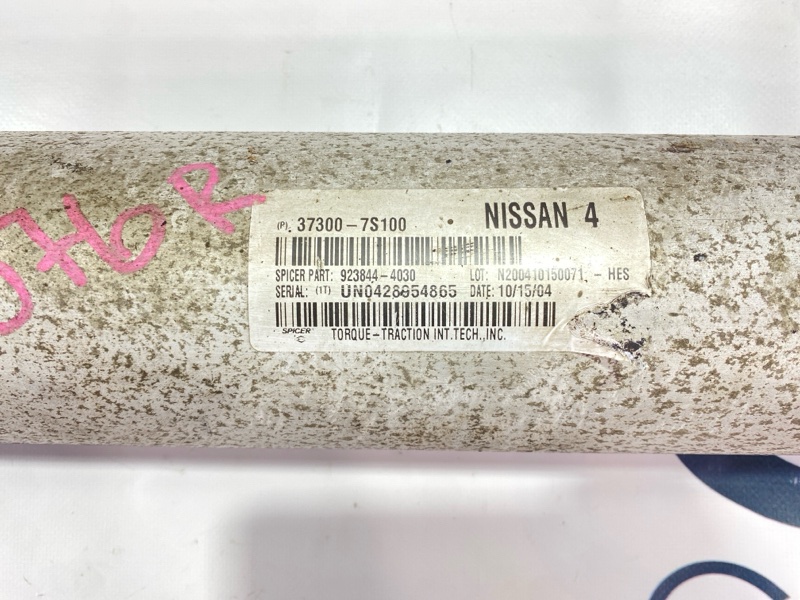 (P) 37300-7S100 NISSAN 4
SPICER PART: 923844-4030 LOT: N200410150071 - HES
SERIAL: (1T) UN0428654865 DATE: 10/15/04
SPICER TORQUE-TRACTION INT.TECH.,INC.